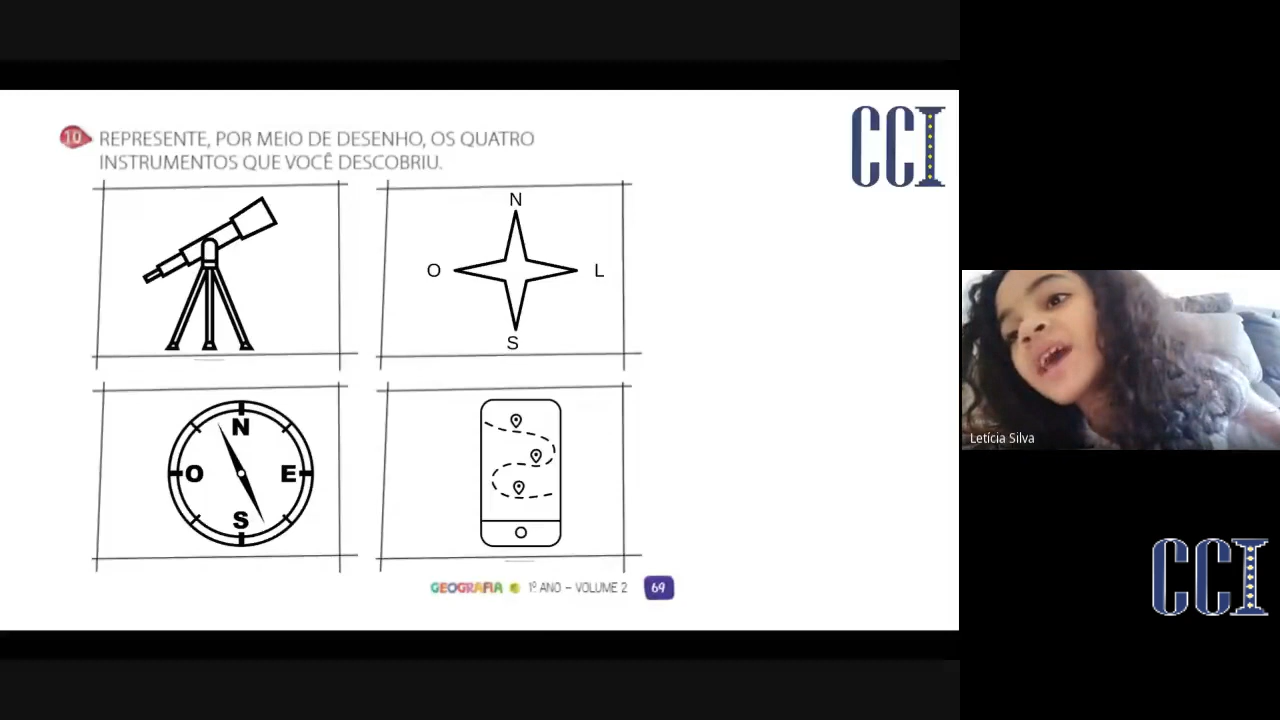 CCI
10 REPRESENTE, POR MEIO DE DESENHO, OS QUATRO
INSTRUMENTOS QUE VOCÊ DESCOBRIU.
N
O L
S
N
O E
S
GEOGRAFIA 1º ANO – VOLUME 2 69
Letícia Silva
CCI